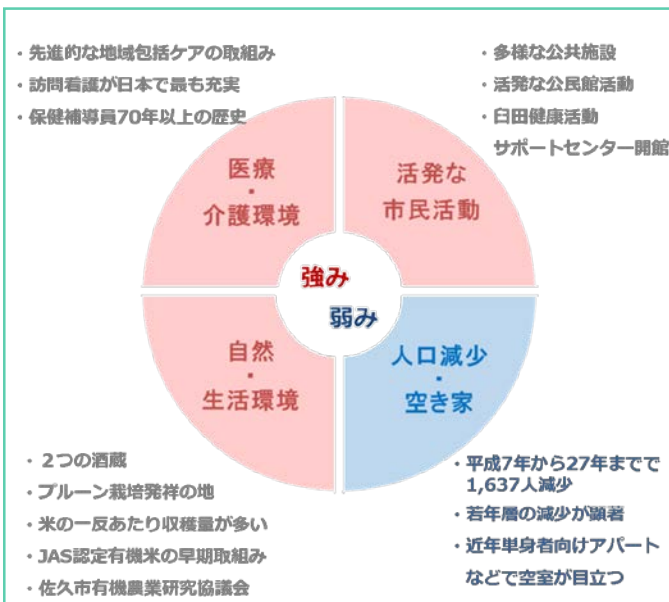 ・先進的な地域包括ケアの取組み
・訪問看護が日本で最も充実
・保健補導員70年以上の歴史
・多様な公共施設
・活発な公民館活動
・臼田健康活動
サポートセンター開館
医療
・
介護環境
活発な
市民活動
強み
弱み
自然
・
生活環境
人口減少
・
空き家
・２つの酒蔵
・プルーン栽培発祥の地
・米の一反あたり収穫量が多い
・JAS認定有機米の早期取組み
・佐久市有機農業研究協議会
・平成7年から27年までで
1,637人減少
・若年層の減少が顕著
・近年単身者向けアパート
などで空室が目立つ